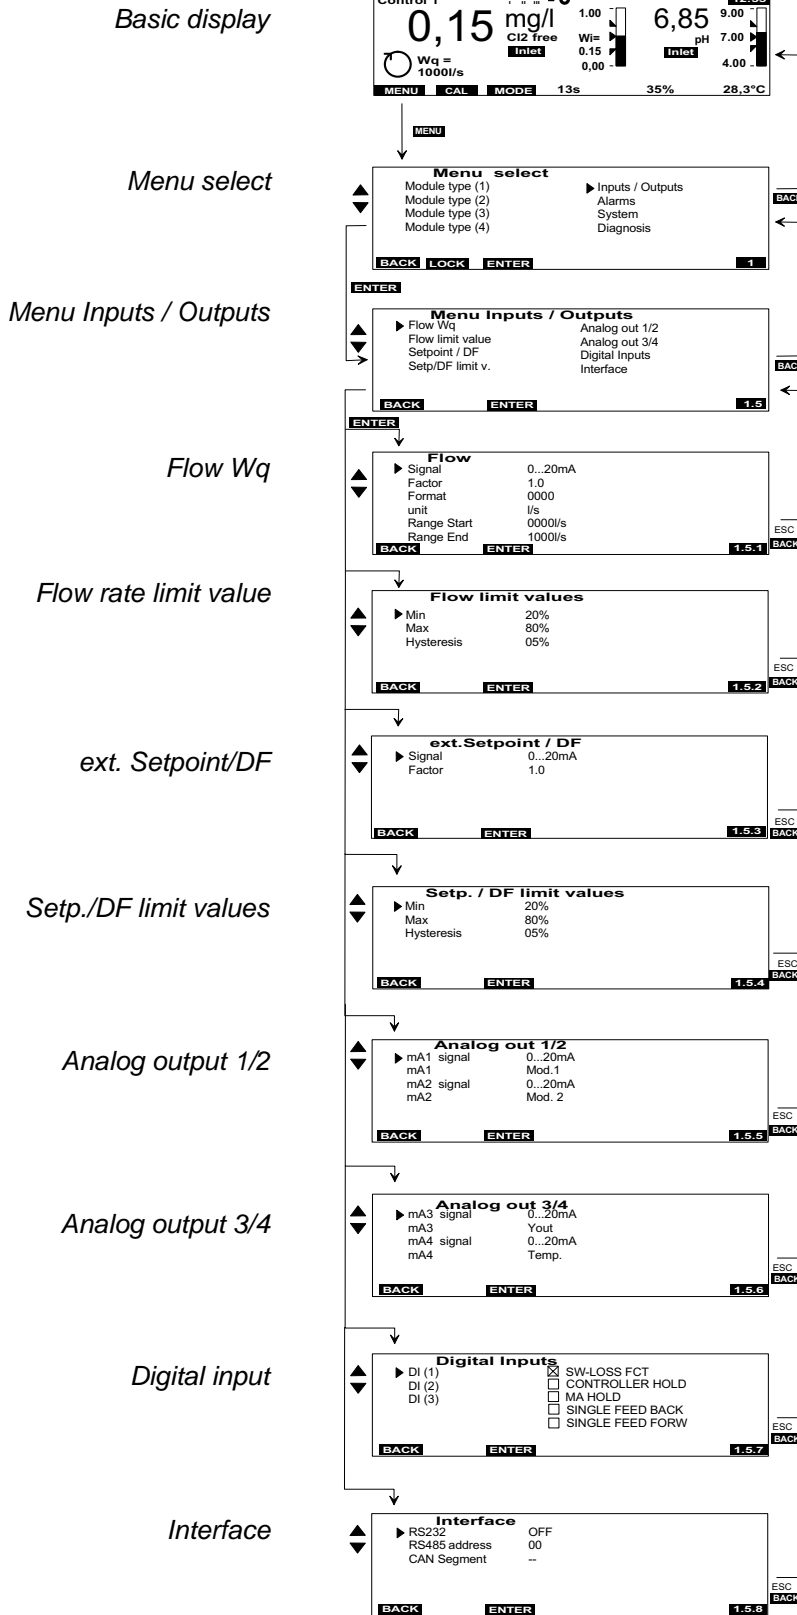 Basic display
Control 1
0,15 mg/l
Cl2 free
Inlet
1.00
Wi=
0.15
0,00
6,85
pH
Inlet
9.00
7.00
4.00
Wq =
1000l/s
MENU CAL MODE 13s 35% 28,3°C
MENU
Menu select
Menu select
Module type (1) Inputs / Outputs
Module type (2) Alarms
Module type (3) System
Module type (4) Diagnosis
BACK LOCK ENTER 1
BACK
ENTER
Menu Inputs / Outputs
Menu Inputs / Outputs
Flow Wq Analog out 1/2
Flow limit value Analog out 3/4
Setpoint / DF Digital Inputs
Setp/DF limit v. Interface
BACK ENTER 1.5
BACK
ENTER
Flow Wq
Flow
Signal 0...20mA
Factor 1.0
Format 0000
unit l/s
Range Start 0000l/s
Range End 1000l/s
BACK ENTER 1.5.1
ESC
BACK
Flow rate limit value
Flow limit values
Min 20%
Max 80%
Hysteresis 05%
BACK ENTER 1.5.2
ESC
BACK
ext. Setpoint/DF
ext.Setpoint / DF
Signal 0...20mA
Factor 1.0
BACK ENTER 1.5.3
ESC
BACK
Setp./DF limit values
Setp. / DF limit values
Min 20%
Max 80%
Hysteresis 05%
BACK ENTER 1.5.4
ESC
BACK
Analog output 1/2
Analog out 1/2
mA1 signal 0...20mA
mA1 Mod.1
mA2 signal 0...20mA
mA2 Mod. 2
BACK ENTER 1.5.5
ESC
BACK
Analog output 3/4
Analog out 3/4
mA3 signal 0...20mA
mA3 Yout
mA4 signal 0...20mA
mA4 Temp.
BACK ENTER 1.5.6
ESC
BACK
Digital input
Digital Inputs
DI (1) SW-LOSS FCT
DI (2) CONTROLLER HOLD
DI (3) MA HOLD
SINGLE FEED BACK
SINGLE FEED FORW
BACK ENTER 1.5.7
ESC
BACK
Interface
Interface
RS232 OFF
RS485 address 00
CAN Segment --
BACK ENTER 1.5.8
ESC
BACK